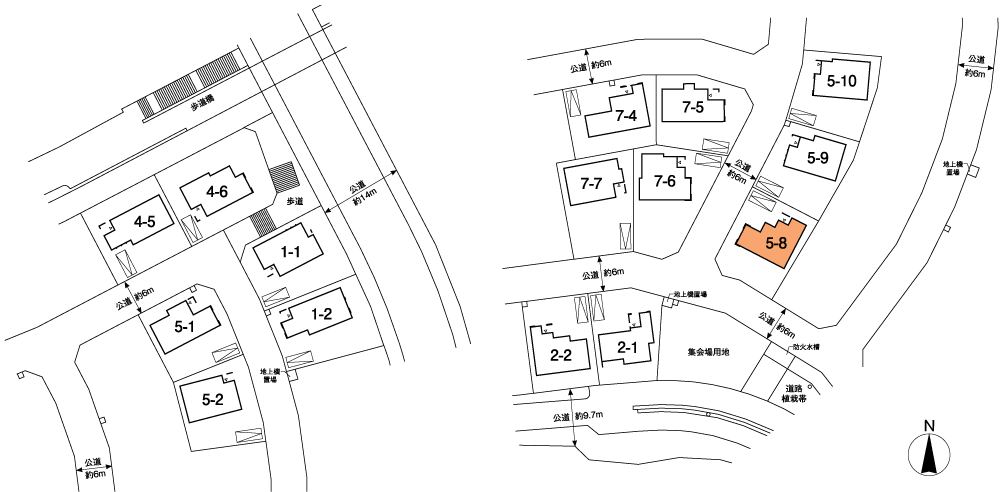 歩道橋
4-6
4-5
歩道
公道
約14m
1-1
公道
約6m
5-1
1-2
地上機
置場
5-2
公道
約6m
公道 約6m
7-4
7-5
7-7
7-6
公道
約6m
5-10
5-9
5-8
公道
約6m
地上機
置場
公道 約6m
地上機置場
2-2
2-1
集会場用地
公道
約6m
防火水槽
道路
植栽帯
公道 約9.7m
N